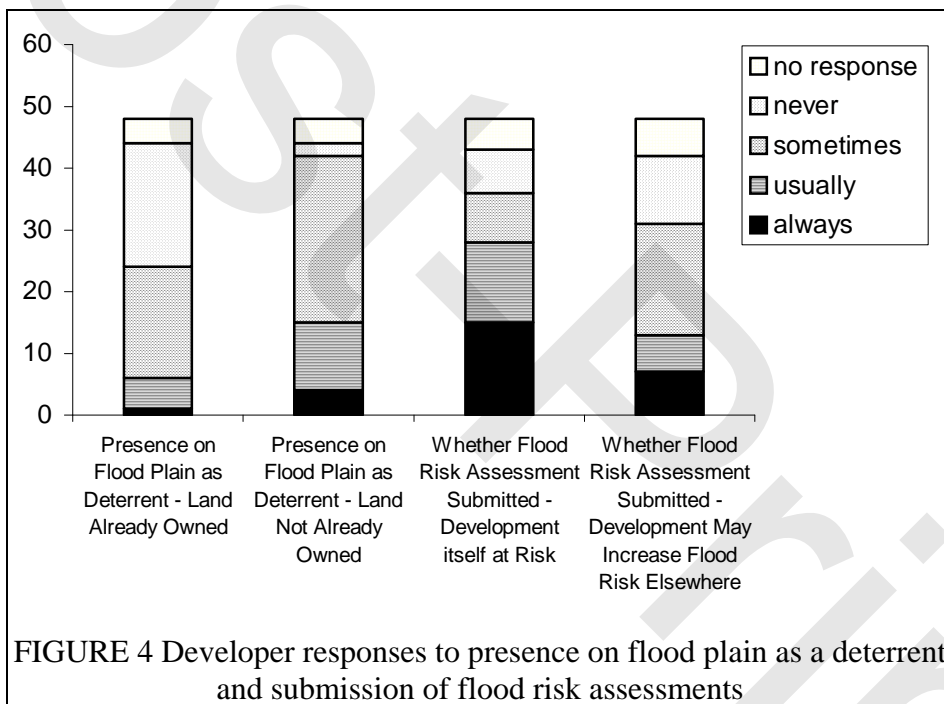 60
50
40
30
20
10
0
no response
never
sometimes
usually
always
Presence on
Flood Plain as
Deterrent - Land
Already Owned
Presence on
Flood Plain as
Deterrent - Land
Not Already
Owned
Whether Flood
Risk Assessment
Submitted -
Development
itself at Risk
Whether Flood
Risk Assessment
Submitted -
Development May
Increase Flood
Risk Elsewhere
FIGURE 4 Developer responses to presence on flood plain as a deterrent
and submission of flood risk assessments